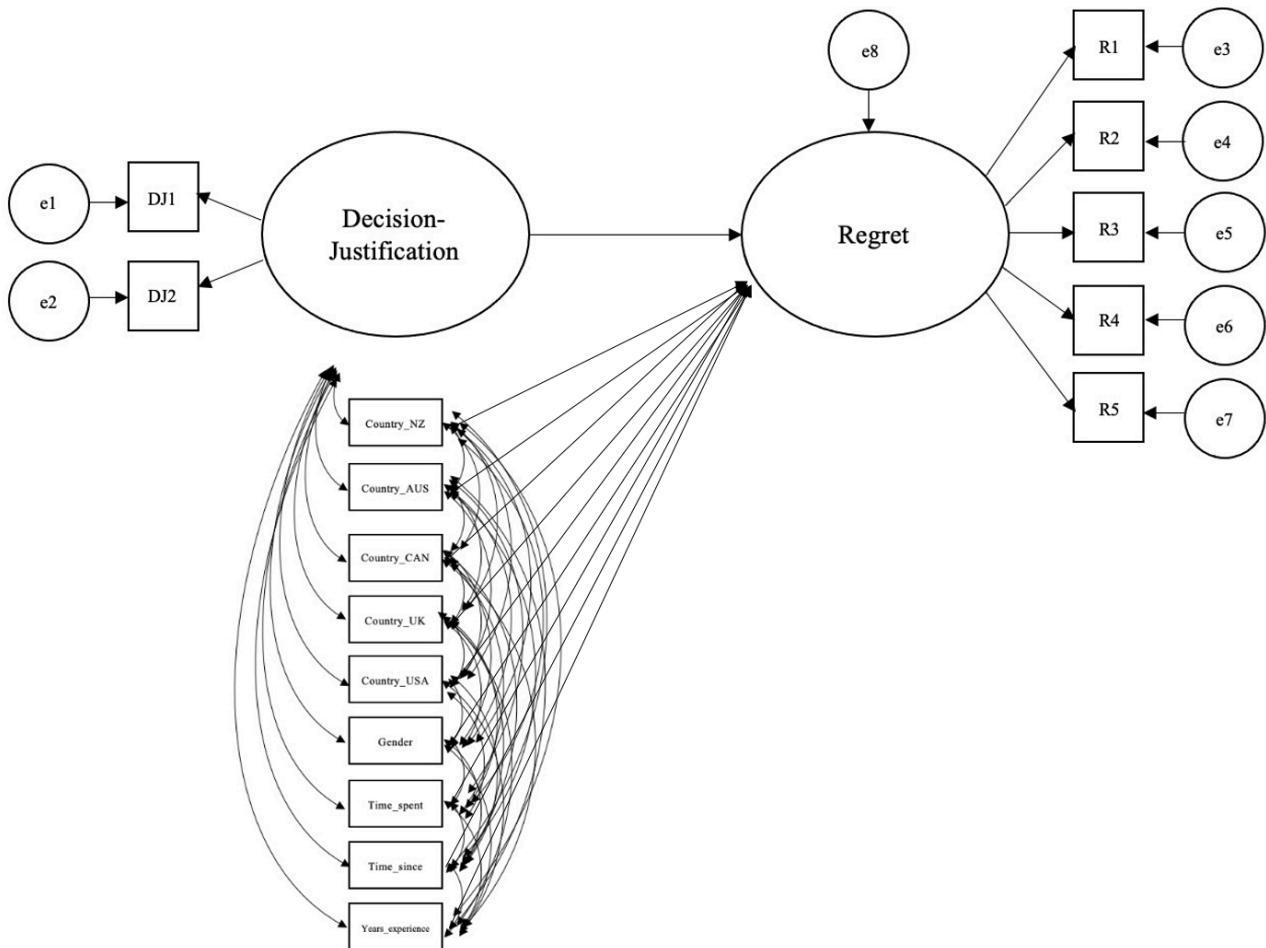 e8
R1
e3
R2
e4
e1
DJ1
Decision-
Justification
Regret
R3
e5
e2
DJ2
R4
e6
R5
e7
Country_NZ
Country_AUS
Country_CAN
Country_UK
Country_USA
Gender
Time_spent
Time_since
Years_experience